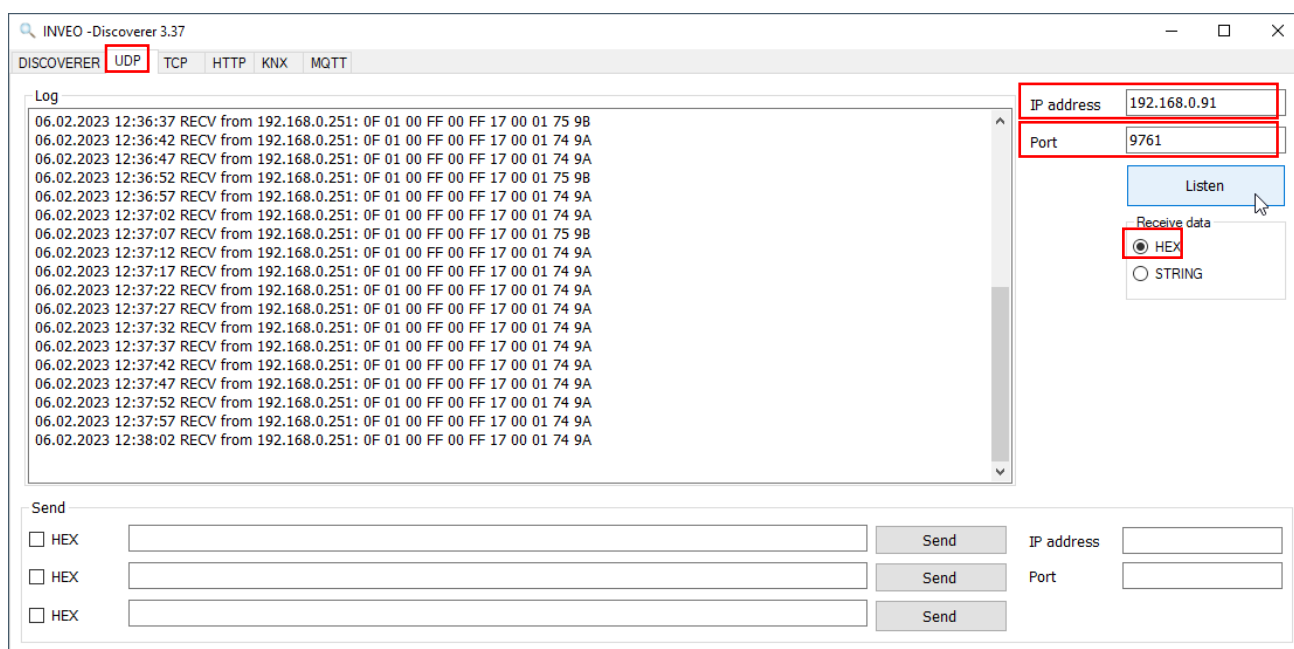 INVEO -Discoverer 3.37
DISCOVERER UDP TCP HTTP KNX MQTT
Log
06.02.2023 12:36:37 RECV from 192.168.0.251: 0F 01 00 FF 00 FF 17 00 01 75 9B
06.02.2023 12:36:42 RECV from 192.168.0.251: 0F 01 00 FF 00 FF 17 00 01 74 9A
06.02.2023 12:36:47 RECV from 192.168.0.251: 0F 01 00 FF 00 FF 17 00 01 74 9A
06.02.2023 12:36:52 RECV from 192.168.0.251: 0F 01 00 FF 00 FF 17 00 01 75 9B
06.02.2023 12:36:57 RECV from 192.168.0.251: 0F 01 00 FF 00 FF 17 00 01 74 9A
06.02.2023 12:37:02 RECV from 192.168.0.251: 0F 01 00 FF 00 FF 17 00 01 74 9A
06.02.2023 12:37:07 RECV from 192.168.0.251: 0F 01 00 FF 00 FF 17 00 01 75 9B
06.02.2023 12:37:12 RECV from 192.168.0.251: 0F 01 00 FF 00 FF 17 00 01 74 9A
06.02.2023 12:37:17 RECV from 192.168.0.251: 0F 01 00 FF 00 FF 17 00 01 74 9A
06.02.2023 12:37:22 RECV from 192.168.0.251: 0F 01 00 FF 00 FF 17 00 01 74 9A
06.02.2023 12:37:27 RECV from 192.168.0.251: 0F 01 00 FF 00 FF 17 00 01 74 9A
06.02.2023 12:37:32 RECV from 192.168.0.251: 0F 01 00 FF 00 FF 17 00 01 74 9A
06.02.2023 12:37:37 RECV from 192.168.0.251: 0F 01 00 FF 00 FF 17 00 01 74 9A
06.02.2023 12:37:42 RECV from 192.168.0.251: 0F 01 00 FF 00 FF 17 00 01 74 9A
06.02.2023 12:37:47 RECV from 192.168.0.251: 0F 01 00 FF 00 FF 17 00 01 74 9A
06.02.2023 12:37:52 RECV from 192.168.0.251: 0F 01 00 FF 00 FF 17 00 01 74 9A
06.02.2023 12:37:57 RECV from 192.168.0.251: 0F 01 00 FF 00 FF 17 00 01 74 9A
06.02.2023 12:38:02 RECV from 192.168.0.251: 0F 01 00 FF 00 FF 17 00 01 74 9A
IP address 192.168.0.91
Port 9761
Listen
Receive data
HEX
STRING
Send
HEX Send IP address
HEX Send Port
HEX Send